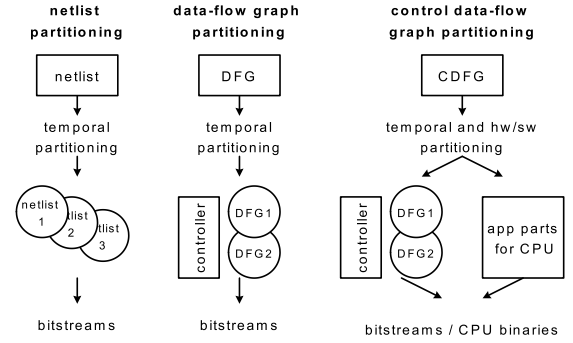 netlist
partitioning
netlist
temporal
partitioning
netlist
1
tlist
2
tlist
3
bitstreams
data-flow graph
partitioning
DFG
temporal
partitioning
controller
DFG1
DFG2
bitstreams
control data-flow
graph partitioning
CDFG
temporal and hw/sw
partitioning
controller
DFG1
DFG2
app parts
for CPU
bitstreams / CPU binaries